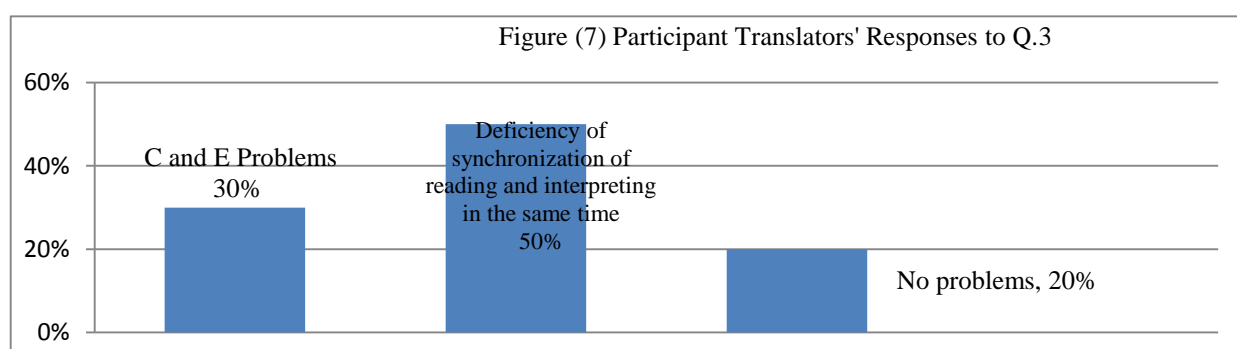 Figure (7) Participant Translators' Responses to Q.3
60%
40%
20%
0%
C and E Problems
30%
Deficiency of
synchronization of
reading and interpreting
in the same time
50%
No problems, 20%